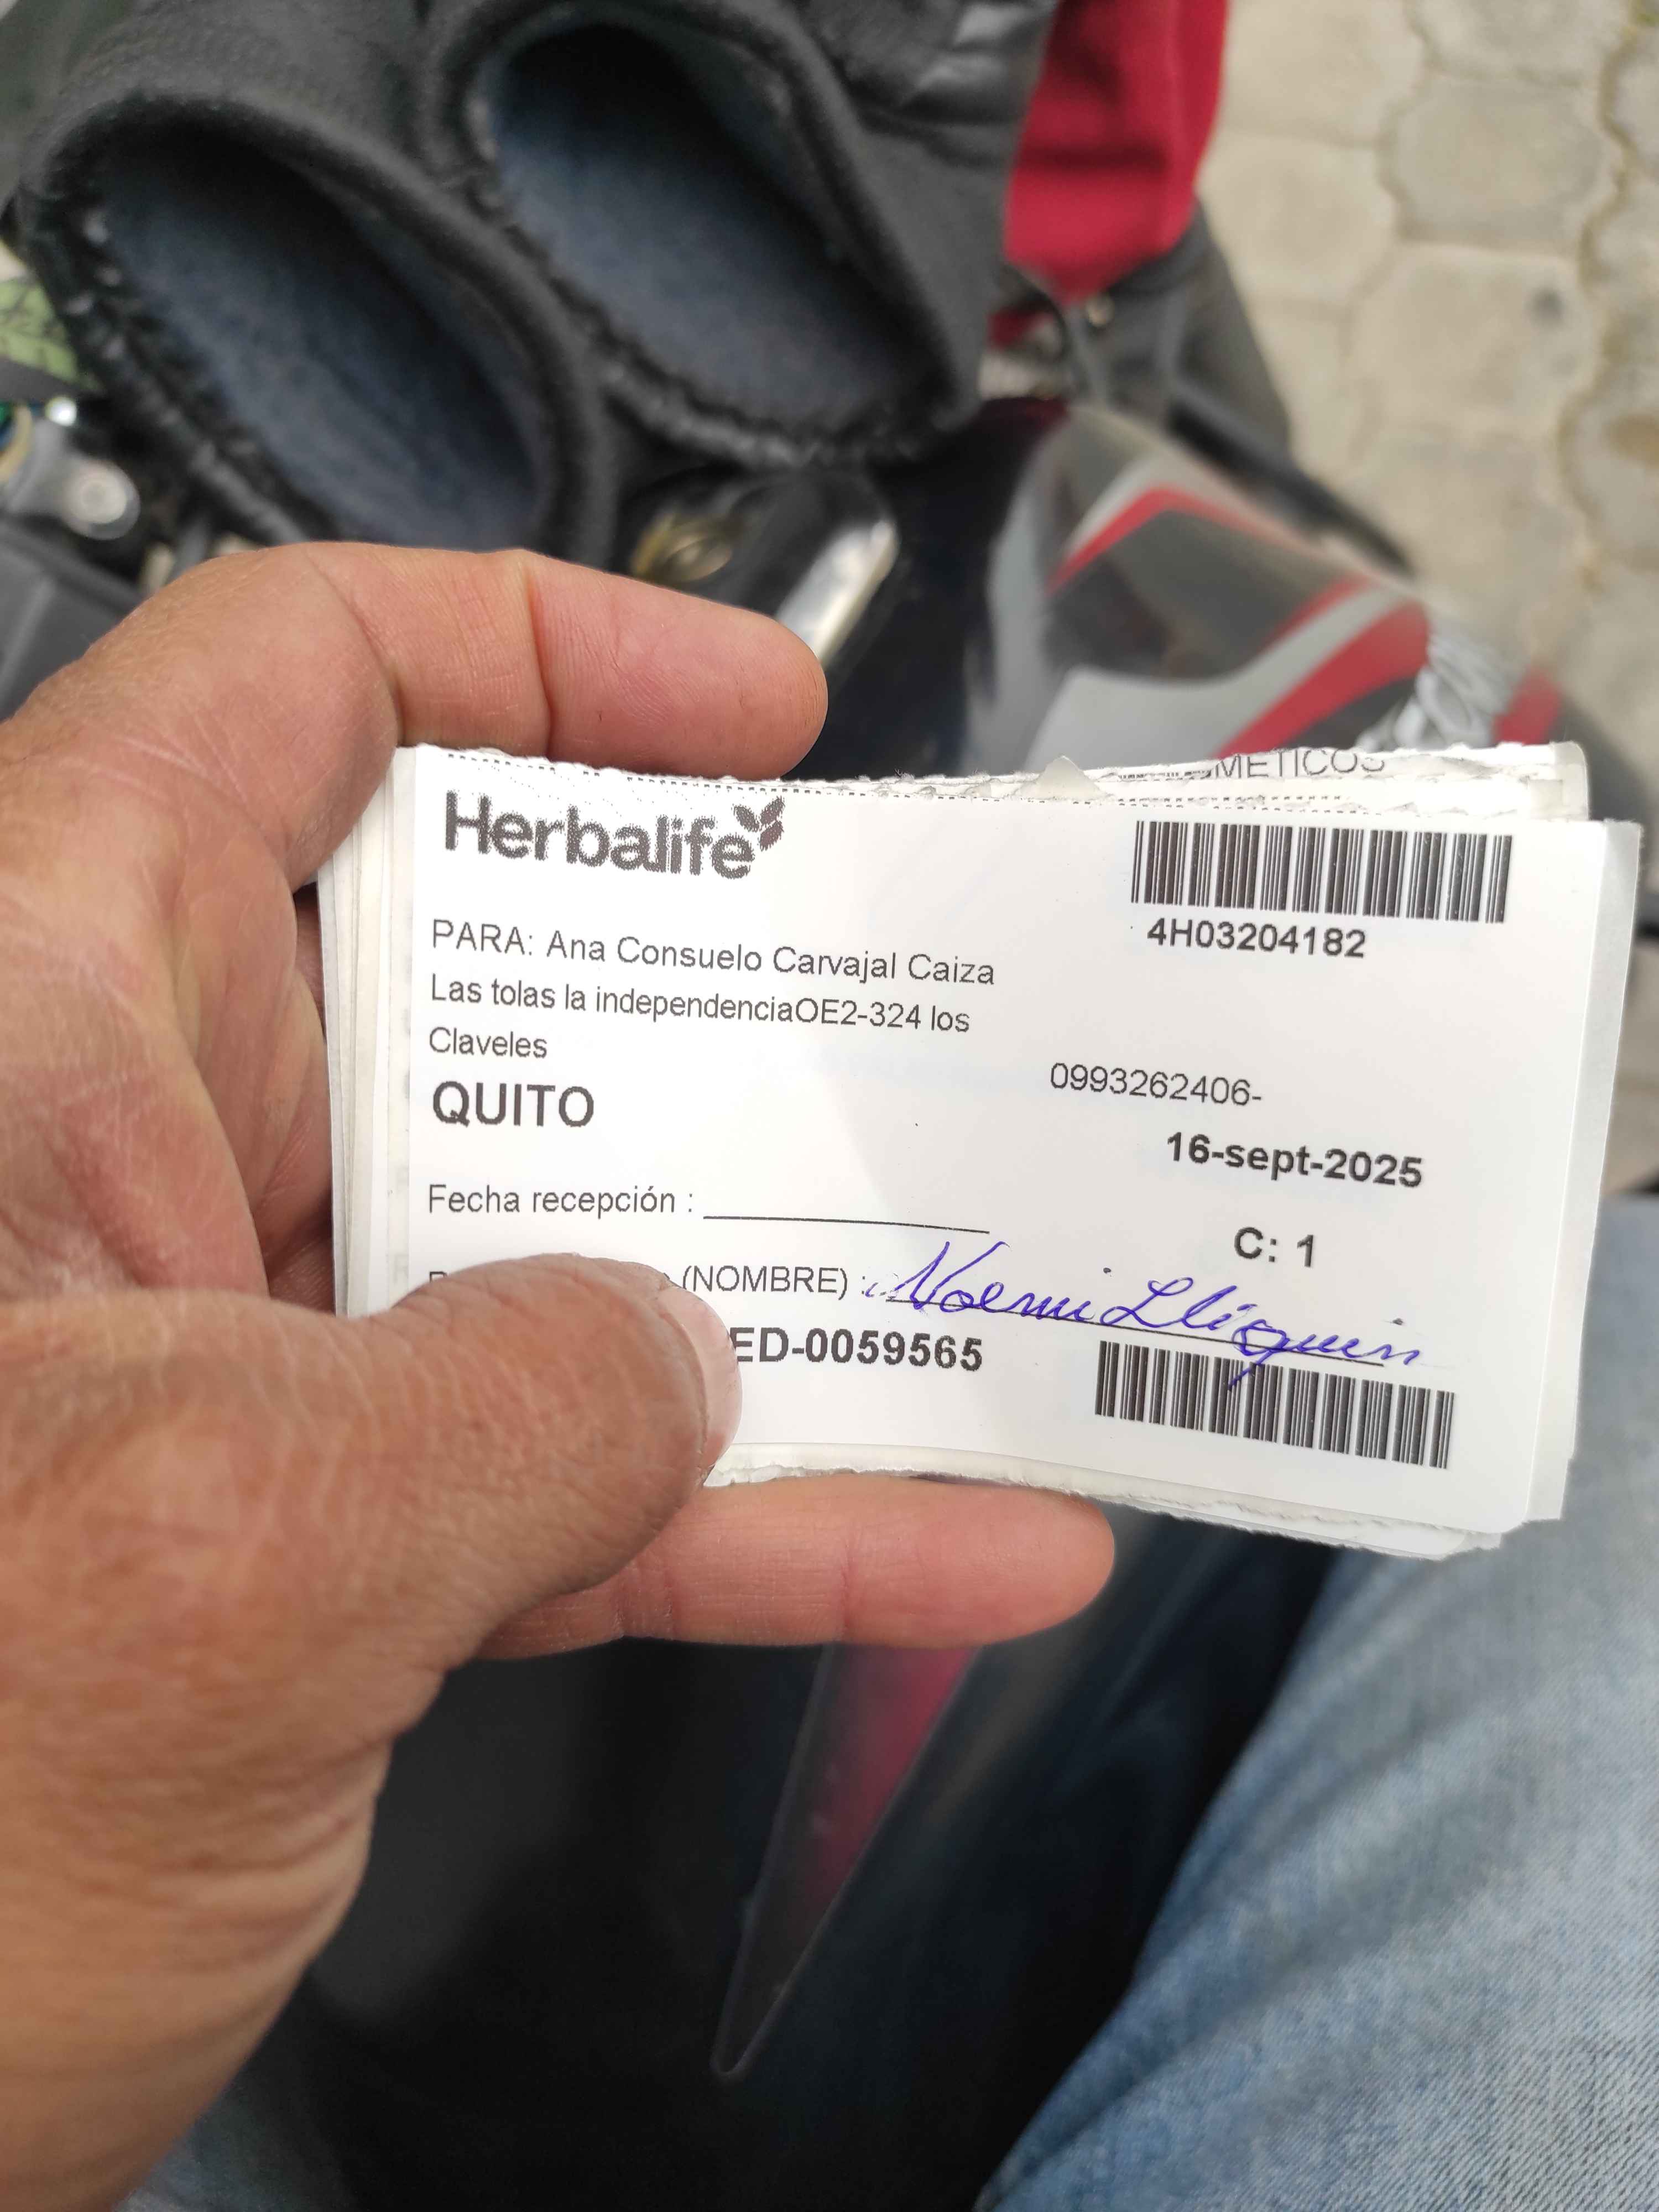 METICOS
Herbalife
4H03204182
PARA: Ana Consuelo Carvajal Caiza
Las tolas la independenciaOE2-324 los
Claveles
0993262406-
QUITO
16-sept-2025
Fecha recepción :
C: 1
(NOMBRE) : Noemi Lliquin
ED-0059565